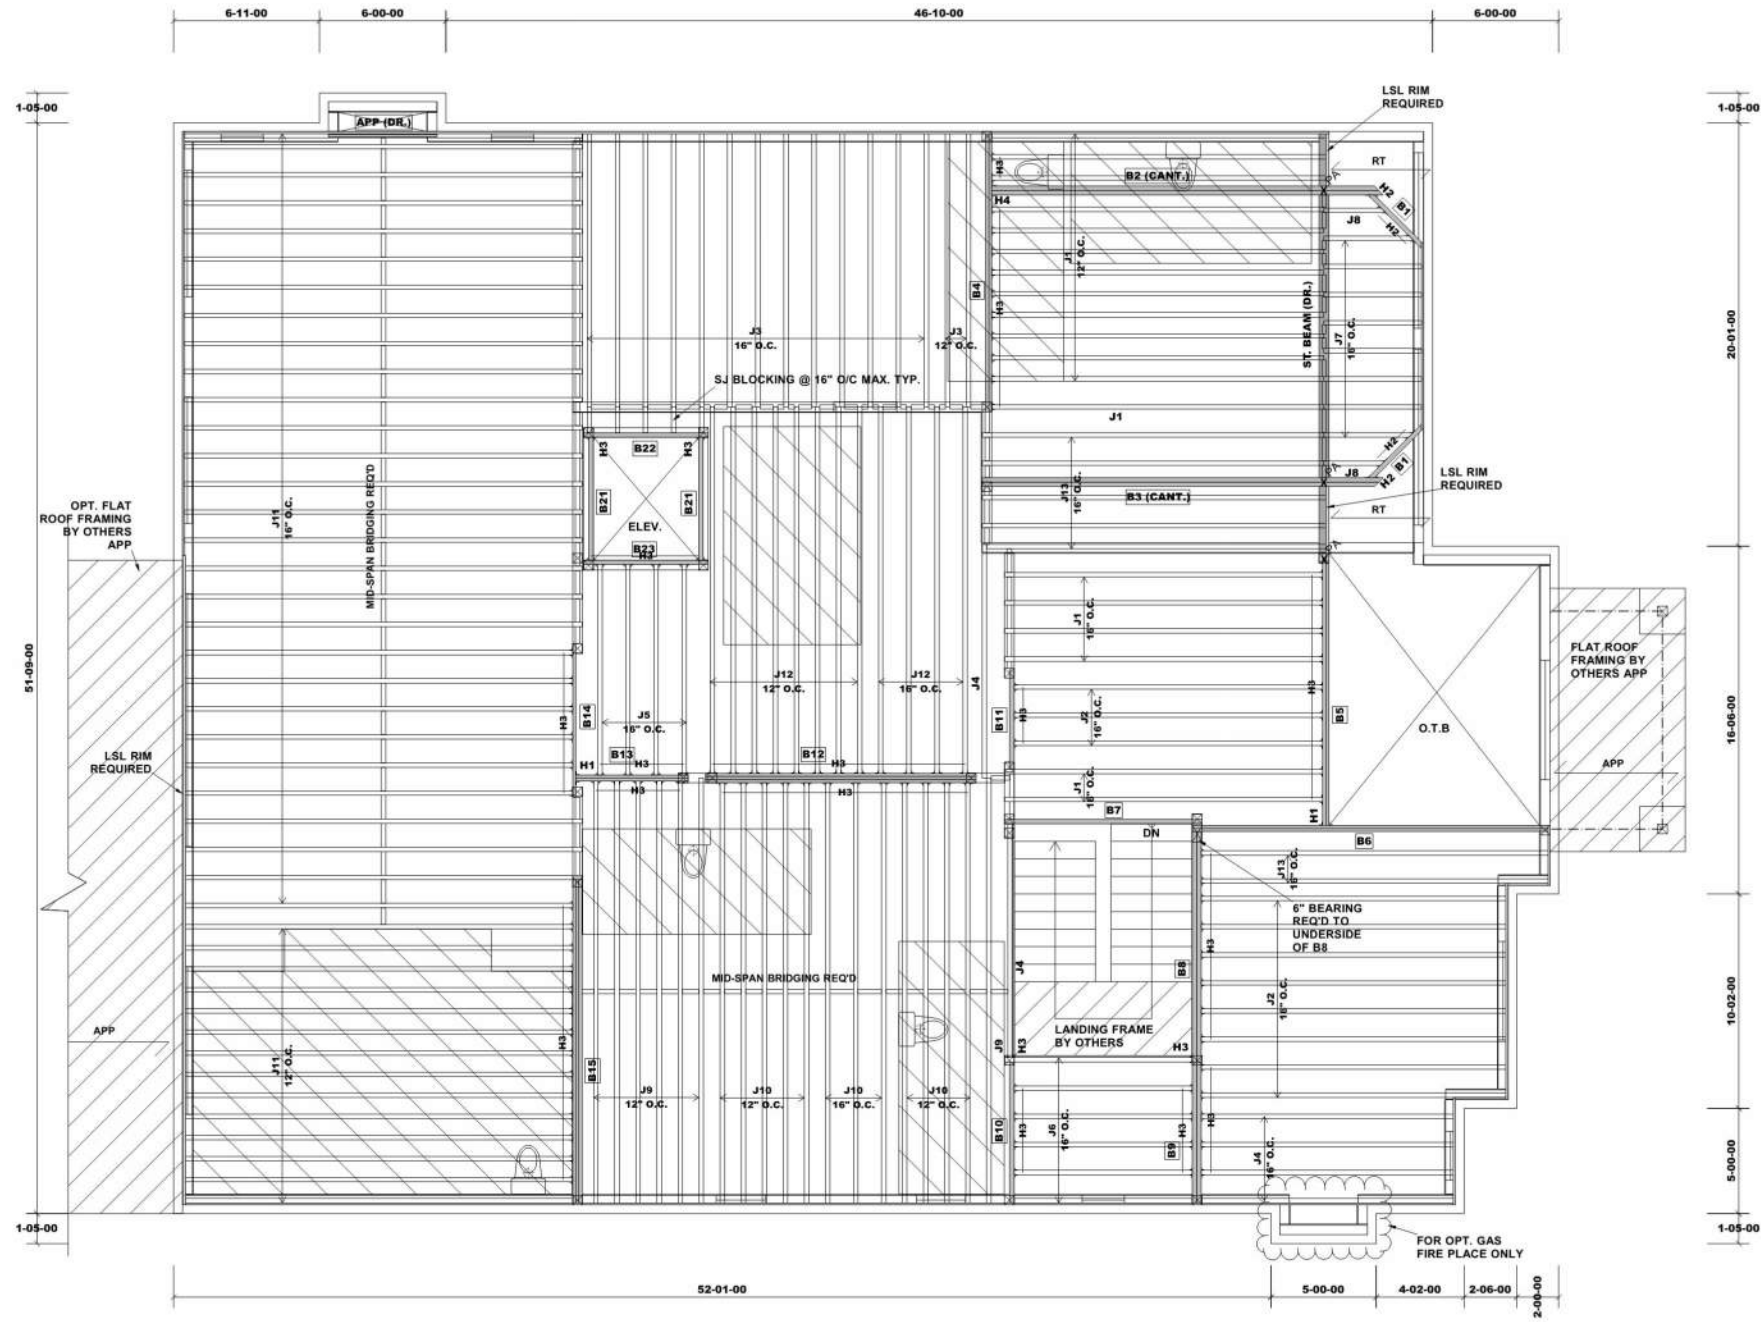 6-11-00
6-00-00
46-10-00
6-00-00
1-05-00
1-05-00
LSL RIM
REQUIRED
APP (DR.)
RT
PA
H3
B2 (CANT.)
H4
H2
B1
J8
H2
J1
12" O.C.
B4
H3
ST. BEAM (DR.)
J7
16" O.C.
20-01-00
J3
16" O.C.
J3
12" O.C.
SJ BLOCKING @ 16" O/C MAX. TYP.
J1
H3
B22
H3
H2
B1
H2
J8
PA
LSL RIM
REQUIRED
B21
B21
ELEV.
B23
H3
J13
16" O.C.
B3 (CANT.)
RT
PA
OPT. FLAT
ROOF FRAMING
BY OTHERS
APP
J11
16" O.C.
MID-SPAN BRIDGING REQ'D
51-09-00
J1
16" O.C.
FLAT ROOF
FRAMING BY
OTHERS APP
J12
12" O.C.
J12
16" O.C.
J4
H3
B14
J5
16" O.C.
B11
H3
J2
16" O.C.
H3
B5
O.T.B
16-06-00
LSL RIM
REQUIRED
B13
H1
H3
B12
H3
H3
H3
J1
16" O.C.
APP
B7
H1
DN
B6
J13
16" O.C.
6" BEARING
REQ'D TO
UNDERSIDE
OF B8
H3
MID-SPAN BRIDGING REQ'D
J4
B8
J2
16" O.C.
10-02-00
APP
J11
12" O.C.
H3
B15
J9
H3
LANDING FRAME
BY OTHERS
H3
J9
12" O.C.
J10
12" O.C.
J10
16" O.C.
J10
12" O.C.
B10
H3
J6
16" O.C.
H3
B9
H3
J4
16" O.C.
5-00-00
1-05-00
1-05-00
FOR OPT. GAS
FIRE PLACE ONLY
52-01-00
5-00-00
4-02-00
2-06-00
2-00-00